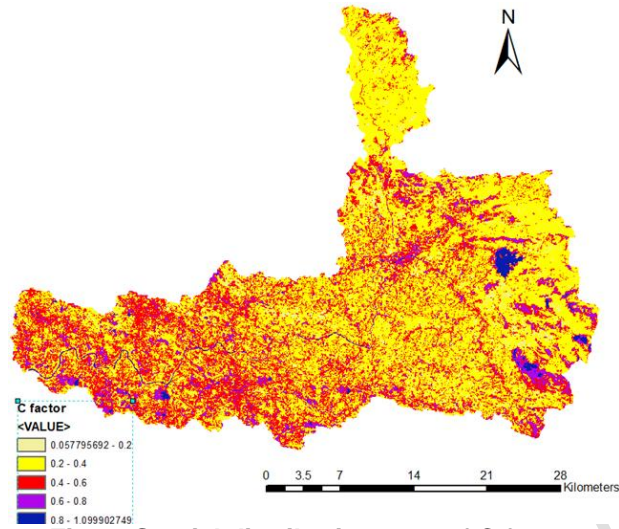 N
C factor
<VALUE>
0.057795692 - 0.2
0.2 - 0.4
0.4 - 0.6
0.6 - 0.8
0.8 - 1.099902749
0 3.5 7 14 21 28
Kilometers